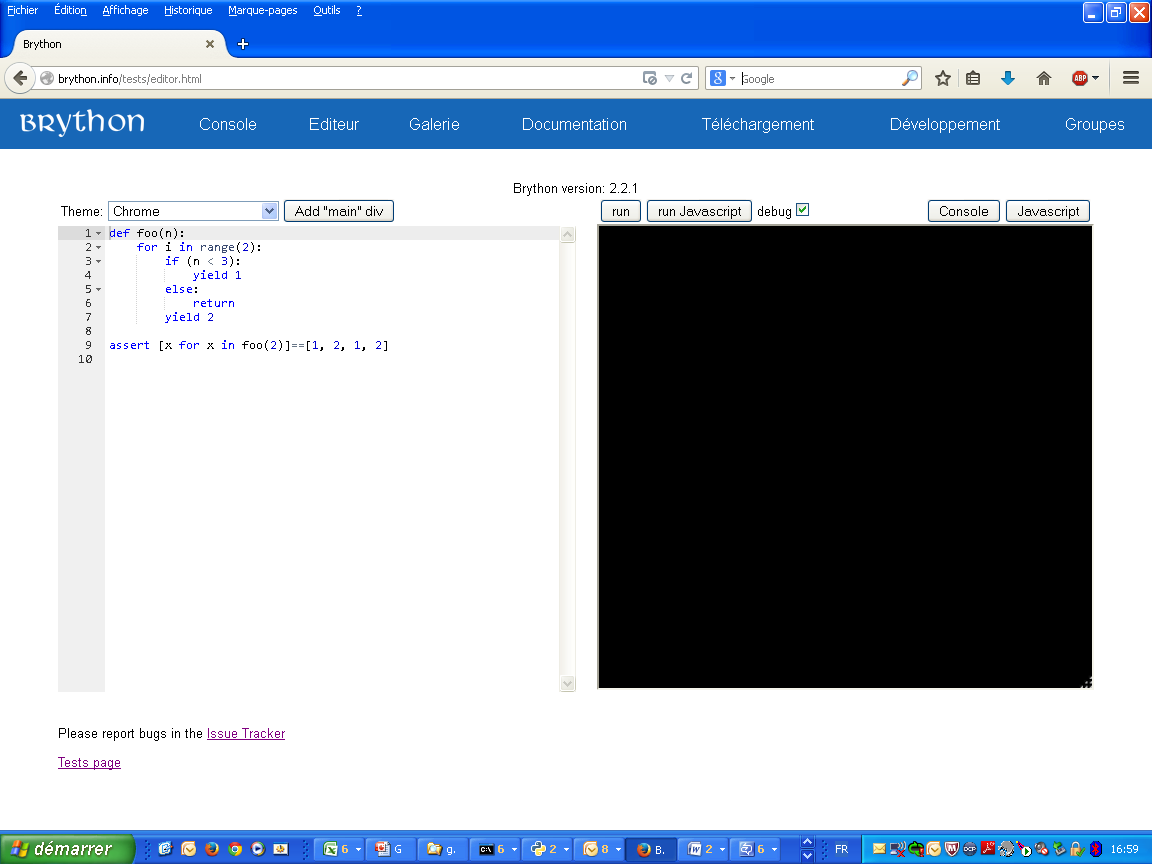 Fichier Édition Affichage Historique Marque-pages Outils ?
Brython
brython.info/tests/editor.html
Google
ABP
BRython Console Editeur Galerie Documentation Téléchargement Développement Groupes
Brython version: 2.2.1
Theme: Chrome Add "main" div run run Javascript debug Console Javascript
1 def foo(n):
2 for i in range(2):
3 if (n < 3):
4 yield 1
5 else:
6 return
7 yield 2
8
9 assert [x for x in foo(2)]==[1, 2, 1, 2]
10
Please report bugs in the Issue Tracker
Tests page
démarrer 6 G g. 6 2 8 B. 2 6 FR 16:59